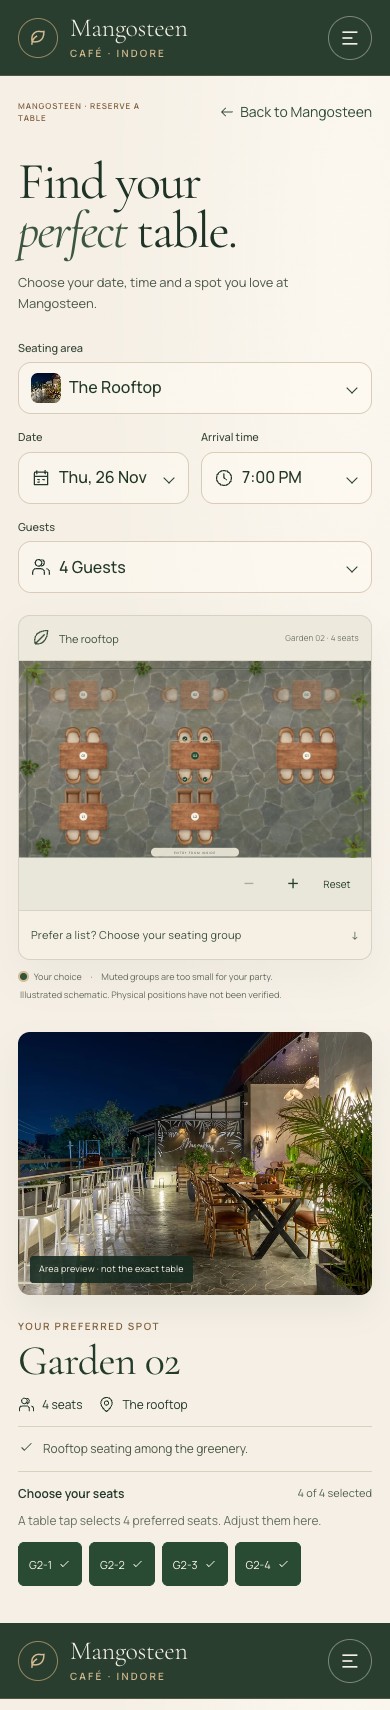 Mangosteen
CAFÉ · INDORE
MANGOSTEEN · RESERVE A
TABLE
← Back to Mangosteen
Find your
perfect table.
Choose your date, time and a spot you love at
Mangosteen.
Seating area
The Rooftop
Date
Arrival time
Thu, 26 Nov
7:00 PM
Guests
4 Guests
The rooftop
Garden 02 · 4 seats
− + Reset
Prefer a list? Choose your seating group ↓
Your choice · Muted groups are too small for your party.
Illustrated schematic. Physical positions have not been verified.
Mangosteen
Area preview · not the exact table
YOUR PREFERRED SPOT
Garden 02
4 seats
The rooftop
Rooftop seating among the greenery.
Choose your seats
4 of 4 selected
A table tap selects 4 preferred seats. Adjust them here.
G2-1 ✓ G2-2 ✓ G2-3 ✓ G2-4 ✓
Mangosteen
CAFÉ · INDORE